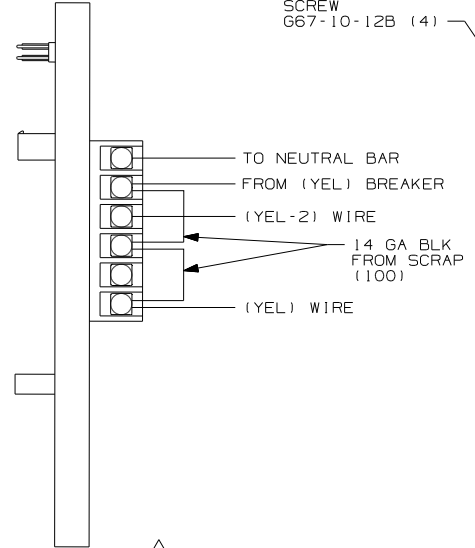 SCREW
G67-10-12B (4)
TO NEUTRAL BAR
FROM (YEL) BREAKER
(YEL-2) WIRE
14 GA BLK
FROM SCRAP
(100)
(YEL) WIRE